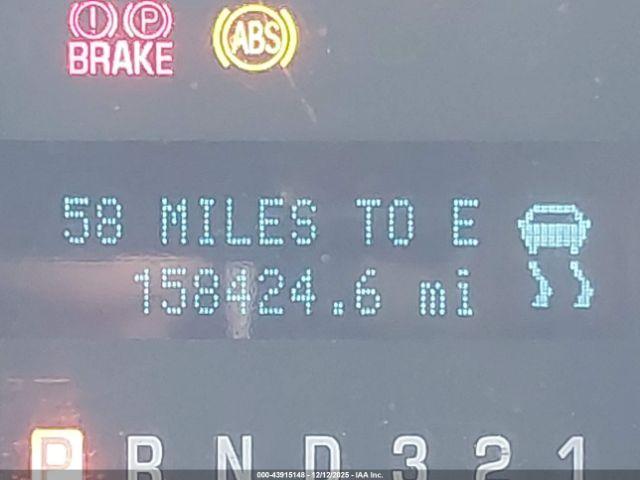 ! P
BRAKE
ABS
58 MILES TO E
158424.6 mi
P R N D 3 2 1
000-43915148 - 12/12/2025 - IAA Inc.